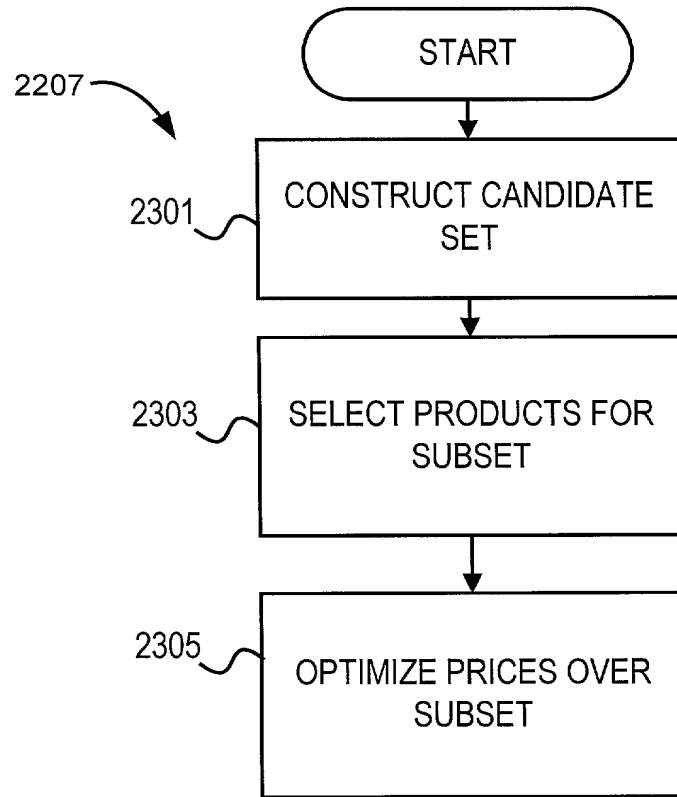 START
2207
CONSTRUCT CANDIDATE
SET
2301
SELECT PRODUCTS FOR
SUBSET
2303
OPTIMIZE PRICES OVER
SUBSET
2305